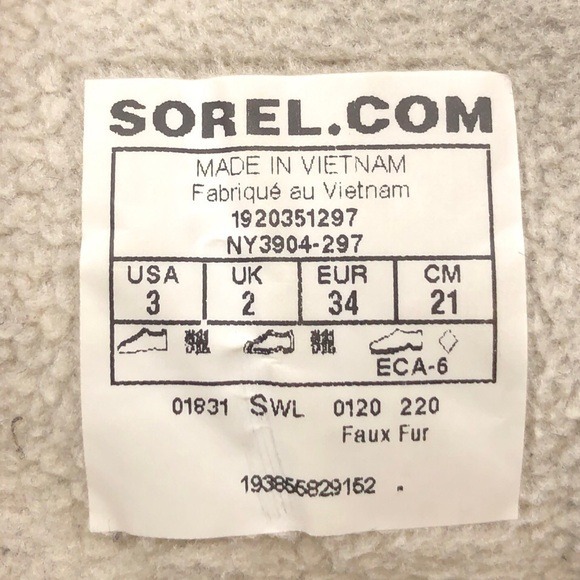 SOREL.COM
MADE IN VIETNAM
Fabriqué au Vietnam
1920351297
NY3904-297
USA UK EUR CM
3 2 34 21
ECA-6
01831 SWL 0120 220
Faux Fur
193856829152